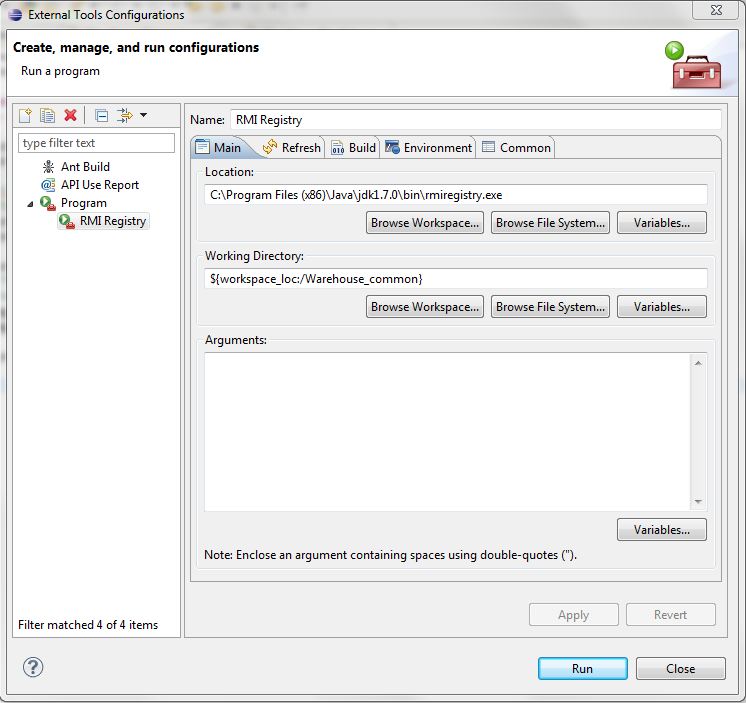 External Tools Configurations
Create, manage, and run configurations
Run a program
Name: RMI Registry
type filter text
Main Refresh Build Environment Common
Ant Build
API Use Report
Program
RMI Registry
Location:
C:\Program Files (x86)\Java\jdk1.7.0\bin\rmiregistry.exe
Browse Workspace... Browse File System... Variables...
Working Directory:
${workspace_loc:/Warehouse_common}
Browse Workspace... Browse File System... Variables...
Arguments:
Variables...
Note: Enclose an argument containing spaces using double-quotes (").
Filter matched 4 of 4 items
Apply Revert
Run Close